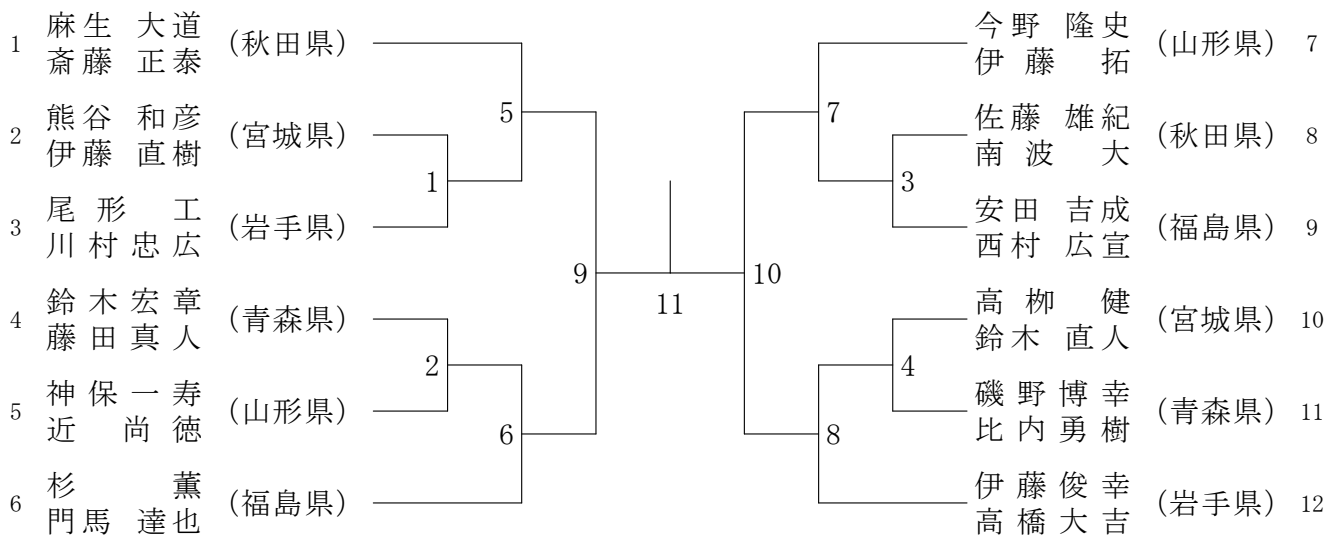 1 麻生 大道 (秋田県)
斎藤 正泰
2 熊谷 和彦 (宮城県)
伊藤 直樹
3 尾形 工 (岩手県)
川村忠広
4 鈴木宏章 (青森県)
藤田真人
5 神保一寿 (山形県)
近 尚徳
6 杉 薫 (福島県)
門馬 達也
5
1
9
2
6
11
7
3
10
4
8
今野 隆史 (山形県) 7
伊藤 拓
佐藤 雄紀 (秋田県) 8
南波 大
安田 吉成 (福島県) 9
西村 広宣
高栁 健 (宮城県) 10
鈴木 直人
磯野博幸 (青森県) 11
比内勇樹
伊藤俊幸 (岩手県) 12
高橋大吉